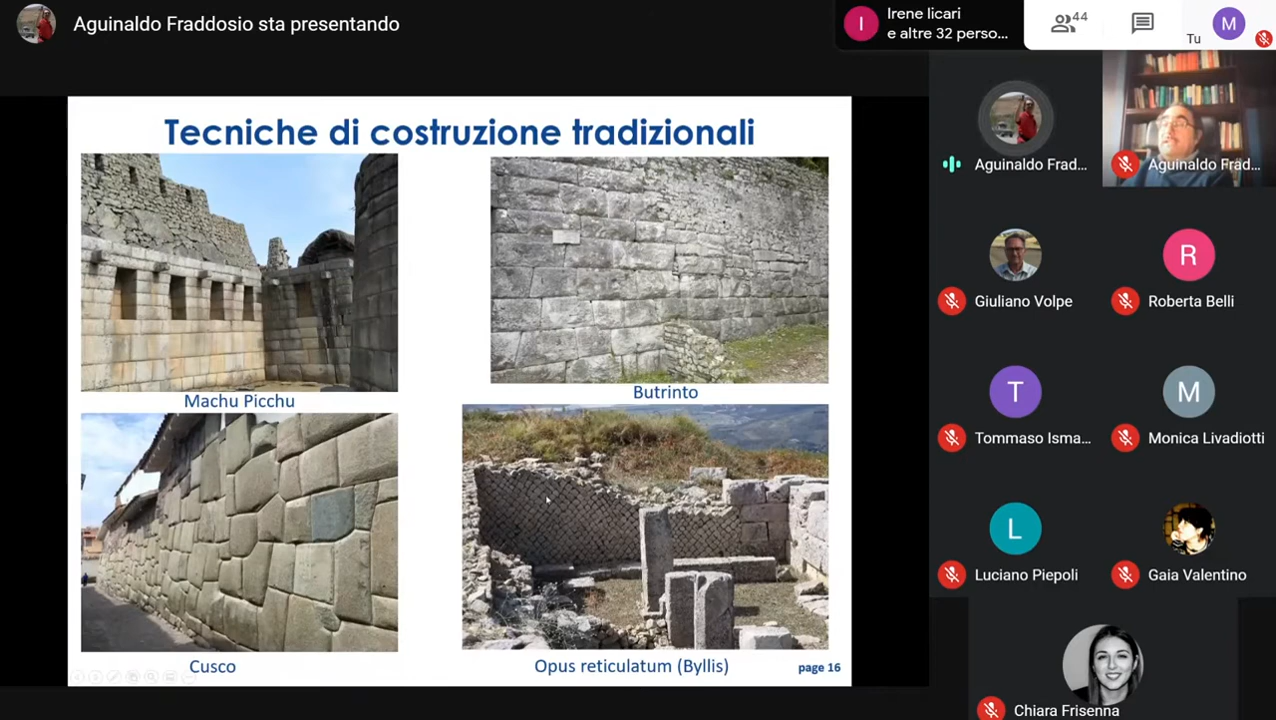 Aguinaldo Fraddosio sta presentando
I
Irene licari
e altre 32 perso...
44
Tu
M
Tecniche di costruzione tradizionali
Machu Picchu
Butrinto
Cusco
Opus reticulatum (Byllis)
page 16
Aguinaldo Frad...
Aguinaldo Frad...
Giuliano Volpe
R
Roberta Belli
T
Tommaso Isma...
M
Monica Livadiotti
L
Luciano Piepoli
Gaia Valentino
Chiara Frisenna